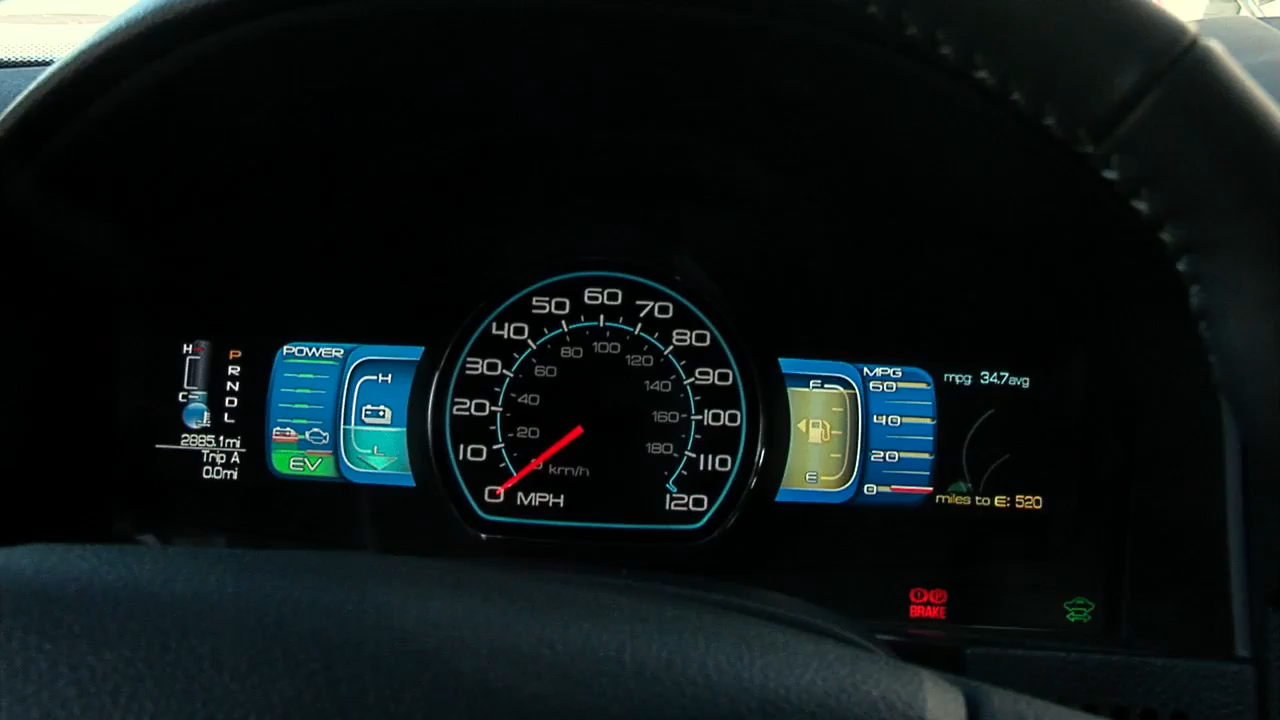 H
C
P
R
N
D
L
2885.1mi
Trip A
0.0mi
POWER
EV
H
L
0
10
20
30
40
50
60
70
80
90
100
110
120
MPH
20
40
60
80
100
120
140
160
180
km/h
F
E
MPG
60
40
20
0
mpg: 34.7avg
miles to E: 520
P
BRAKE